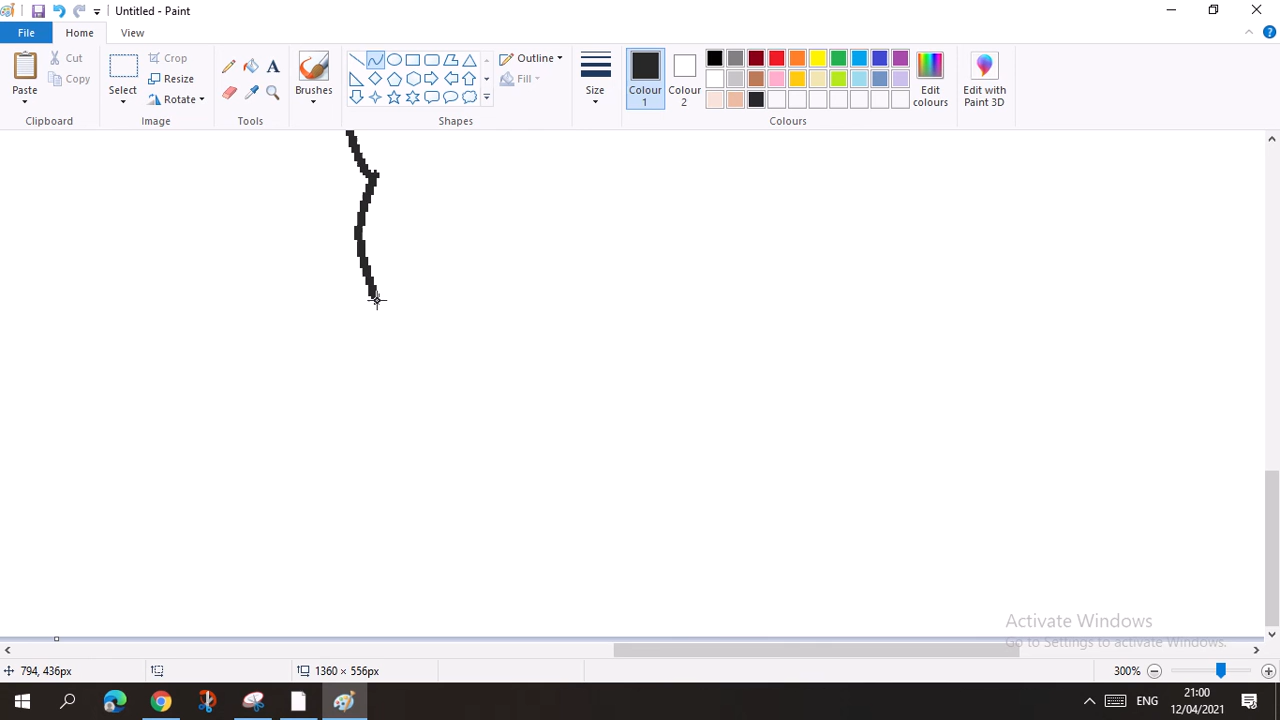 Untitled - Paint
File Home View
Paste
Cut
Copy
Clipboard
Select
Crop
Resize
Rotate
Image
A
Tools
Brushes
Outline
Fill
Shapes
Size
Colour 1
Colour 2
Edit colours
Colours
Edit with Paint 3D
Activate Windows
Go to Settings to activate Windows.
794, 436px
1360 × 556px
300%
ENG
21:00
12/04/2021